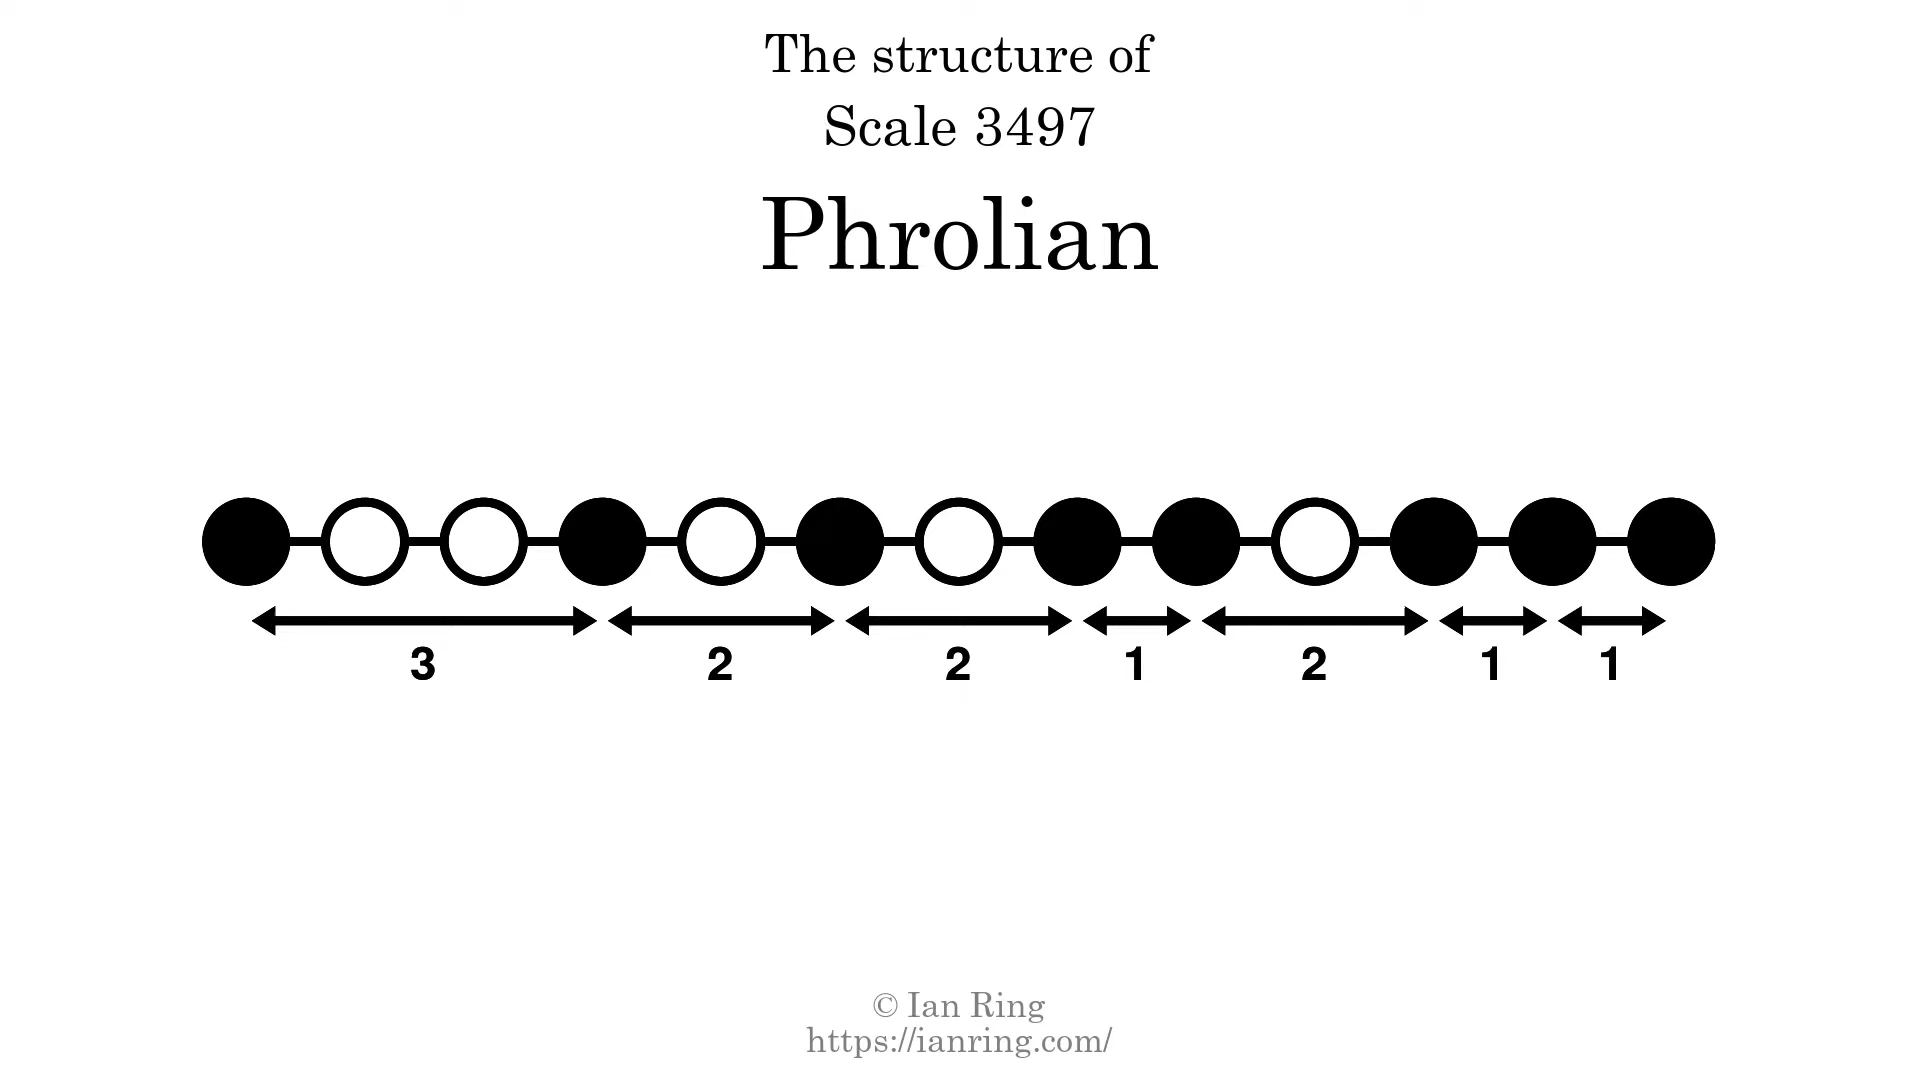 The structure of
Scale 3497
Phrolian
3 2 2 1 2 1 1
© Ian Ring
https://ianring.com/